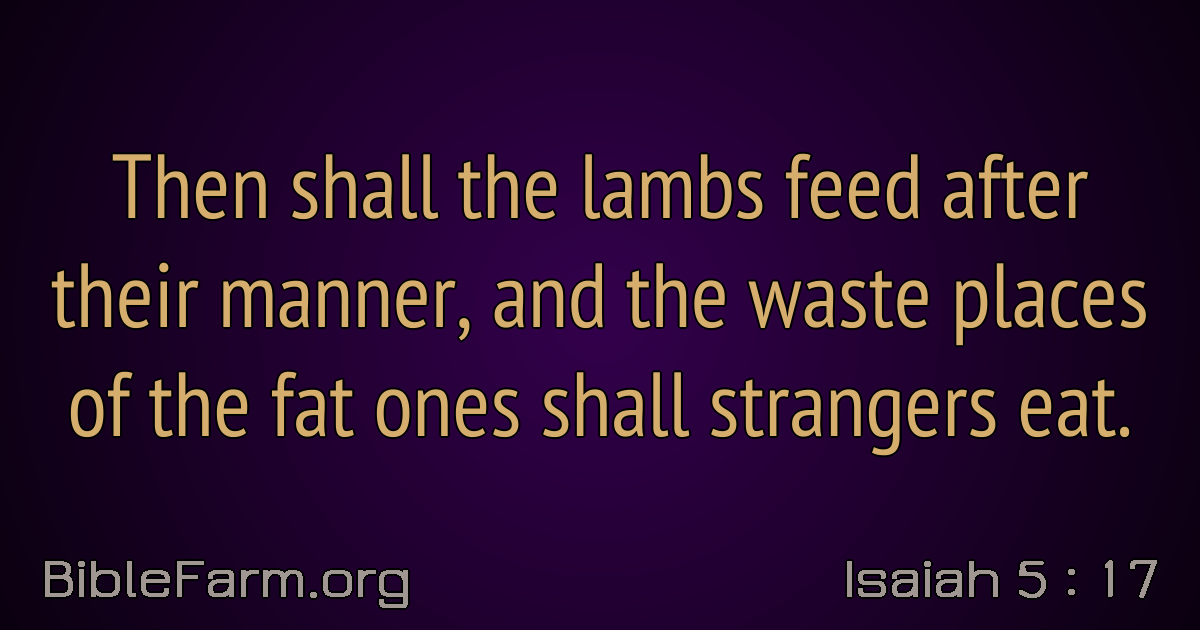 Then shall the lambs feed after
their manner, and the waste places
of the fat ones shall strangers eat.
BibleFarm.org
Isaiah 5 : 17